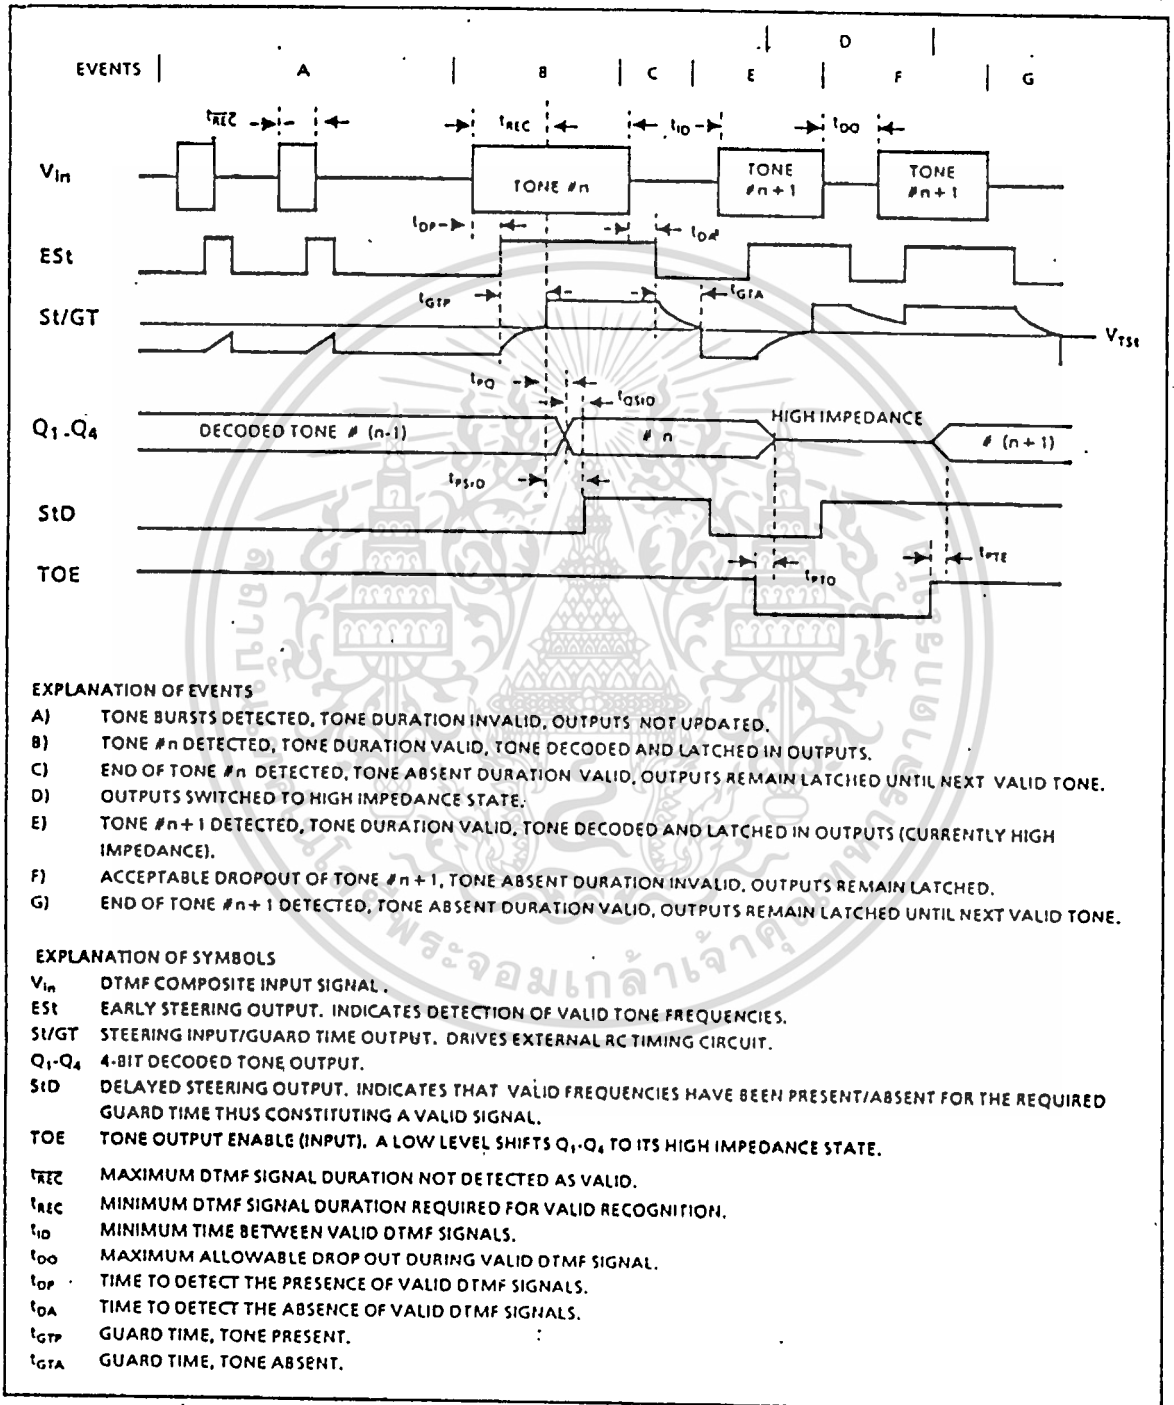 EVENTS A B C E D F G
tREC tREC tID tDO
Vin TONE #n TONE #n+1 TONE #n+1
tDP tDA
ESt
tGTP tGTA
St/GT VTSt
tPQ tQStD
Q1-Q4 DECODED TONE # (n-1) # n HIGH IMPEDANCE # (n+1)
tPStD
StD
tPTE
TOE
tPTD
EXPLANATION OF EVENTS
A) TONE BURSTS DETECTED, TONE DURATION INVALID, OUTPUTS NOT UPDATED.
B) TONE #n DETECTED, TONE DURATION VALID, TONE DECODED AND LATCHED IN OUTPUTS.
C) END OF TONE #n DETECTED, TONE ABSENT DURATION VALID, OUTPUTS REMAIN LATCHED UNTIL NEXT VALID TONE.
D) OUTPUTS SWITCHED TO HIGH IMPEDANCE STATE.
E) TONE #n+1 DETECTED, TONE DURATION VALID, TONE DECODED AND LATCHED IN OUTPUTS (CURRENTLY HIGH
IMPEDANCE).
F) ACCEPTABLE DROPOUT OF TONE #n+1, TONE ABSENT DURATION INVALID, OUTPUTS REMAIN LATCHED.
G) END OF TONE #n+1 DETECTED, TONE ABSENT DURATION VALID, OUTPUTS REMAIN LATCHED UNTIL NEXT VALID TONE.
EXPLANATION OF SYMBOLS
Vin DTMF COMPOSITE INPUT SIGNAL.
ESt EARLY STEERING OUTPUT. INDICATES DETECTION OF VALID TONE FREQUENCIES.
St/GT STEERING INPUT/GUARD TIME OUTPUT. DRIVES EXTERNAL RC TIMING CIRCUIT.
Q1-Q4 4-BIT DECODED TONE OUTPUT.
StD DELAYED STEERING OUTPUT. INDICATES THAT VALID FREQUENCIES HAVE BEEN PRESENT/ABSENT FOR THE REQUIRED
GUARD TIME THUS CONSTITUTING A VALID SIGNAL.
TOE TONE OUTPUT ENABLE (INPUT). A LOW LEVEL SHIFTS Q1-Q4 TO ITS HIGH IMPEDANCE STATE.
tREC MAXIMUM DTMF SIGNAL DURATION NOT DETECTED AS VALID.
tREC MINIMUM DTMF SIGNAL DURATION REQUIRED FOR VALID RECOGNITION.
tID MINIMUM TIME BETWEEN VALID DTMF SIGNALS.
tDO MAXIMUM ALLOWABLE DROP OUT DURING VALID DTMF SIGNAL.
tDP TIME TO DETECT THE PRESENCE OF VALID DTMF SIGNALS.
tDA TIME TO DETECT THE ABSENCE OF VALID DTMF SIGNALS.
tGTP GUARD TIME, TONE PRESENT.
tGTA GUARD TIME, TONE ABSENT.